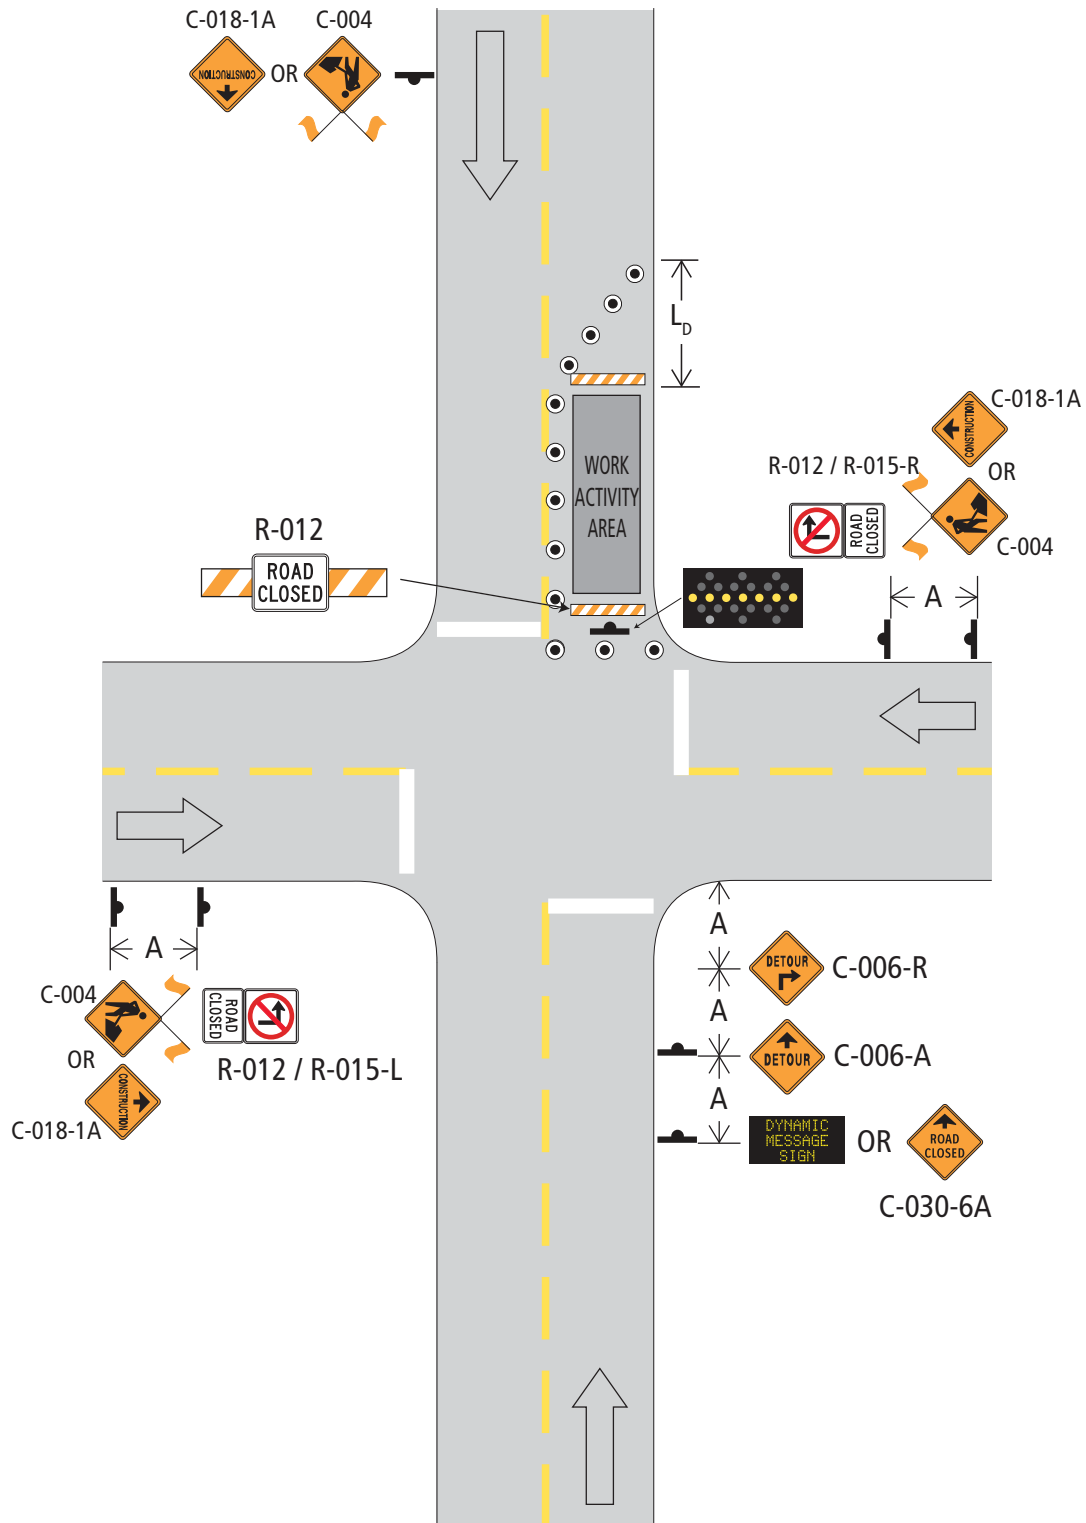 C-018-1A
C-004
CONSTRUCTION
OR
L_D
C-018-1A
CONSTRUCTION
R-012 / R-015-R
OR
ROAD
CLOSED
C-004
WORK
ACTIVITY
AREA
R-012
ROAD
CLOSED
A
A
A
DETOUR
C-006-R
C-004
ROAD
CLOSED
A
OR
R-012 / R-015-L
DETOUR
C-006-A
CONSTRUCTION
C-018-1A
A
DYNAMIC
MESSAGE
SIGN
OR
ROAD
CLOSED
C-030-6A